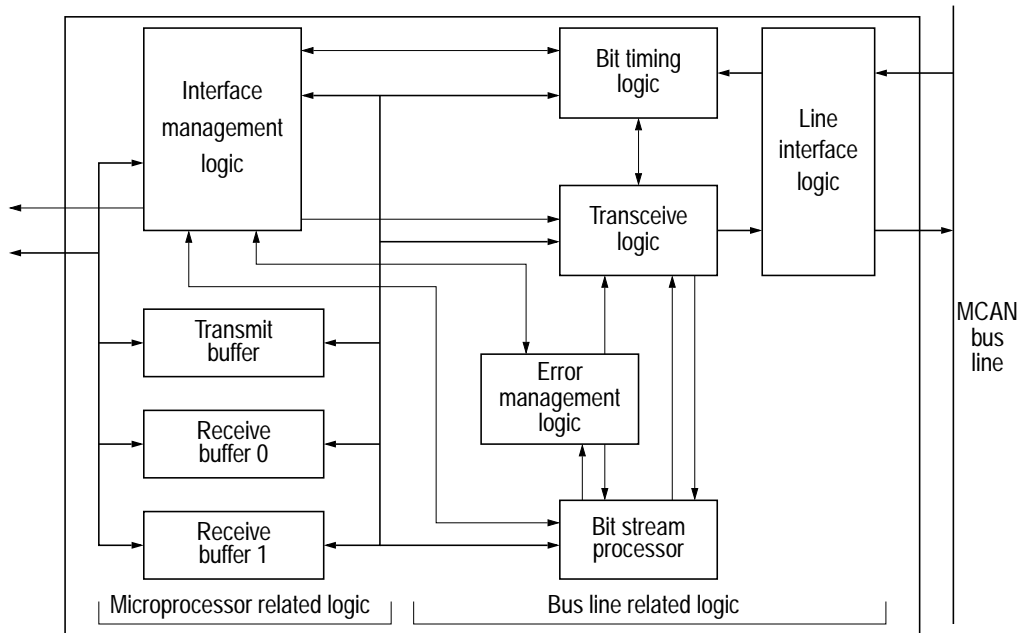 Interface
management
logic
Bit timing
logic
Line
interface
logic
Transceive
logic
Transmit
buffer
Error
management
logic
MCAN
bus
line
Receive
buffer 0
Receive
buffer 1
Bit stream
processor
Microprocessor related logic
Bus line related logic